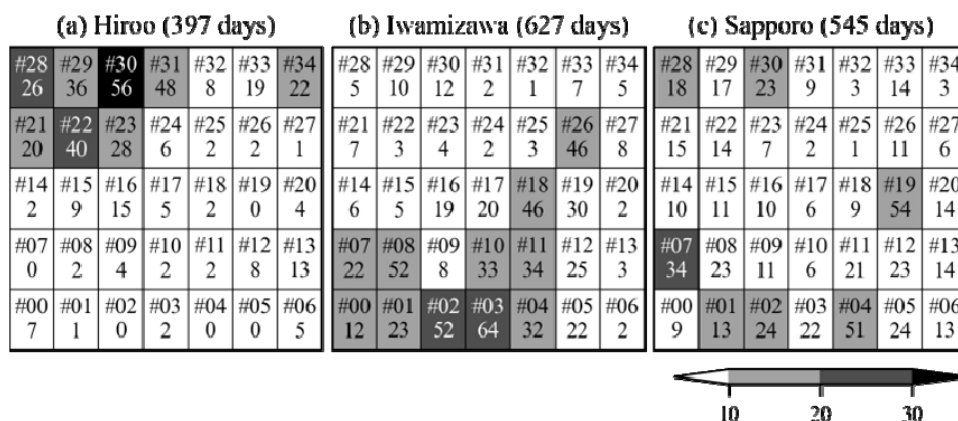 (a) Hiroo (397 days) (b) Iwamizawa (627 days) (c) Sapporo (545 days)
#28 #29 #30 #31 #32 #33 #34 #28 #29 #30 #31 #32 #33 #34 #28 #29 #30 #31 #32 #33 #34
26 36 56 48 8 19 22 5 10 12 2 1 7 5 18 17 23 9 3 14 3
#21 #22 #23 #24 #25 #26 #27 #21 #22 #23 #24 #25 #26 #27 #21 #22 #23 #24 #25 #26 #27
20 40 28 6 2 2 1 7 3 4 2 3 46 8 15 14 7 2 1 11 6
#14 #15 #16 #17 #18 #19 #20 #14 #15 #16 #17 #18 #19 #20 #14 #15 #16 #17 #18 #19 #20
2 9 15 5 2 0 4 6 5 19 20 46 30 2 10 11 10 6 9 54 14
#07 #08 #09 #10 #11 #12 #13 #07 #08 #09 #10 #11 #12 #13 #07 #08 #09 #10 #11 #12 #13
0 2 4 2 2 8 13 22 52 8 33 34 25 3 34 23 11 6 21 23 14
#00 #01 #02 #03 #04 #05 #06 #00 #01 #02 #03 #04 #05 #06 #00 #01 #02 #03 #04 #05 #06
7 1 0 2 0 0 5 12 23 52 64 32 22 2 9 13 24 22 51 24 13
10 20 30